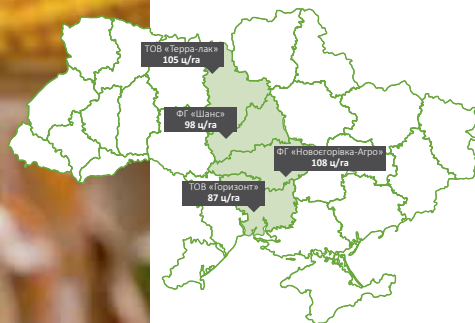 ТОВ «Терра-лак»
105 ц/га
ФГ «Шанс»
98 ц/га
ФГ «Новоєгорівка-Агро»
108 ц/га
ТОВ «Горизонт»
87 ц/га